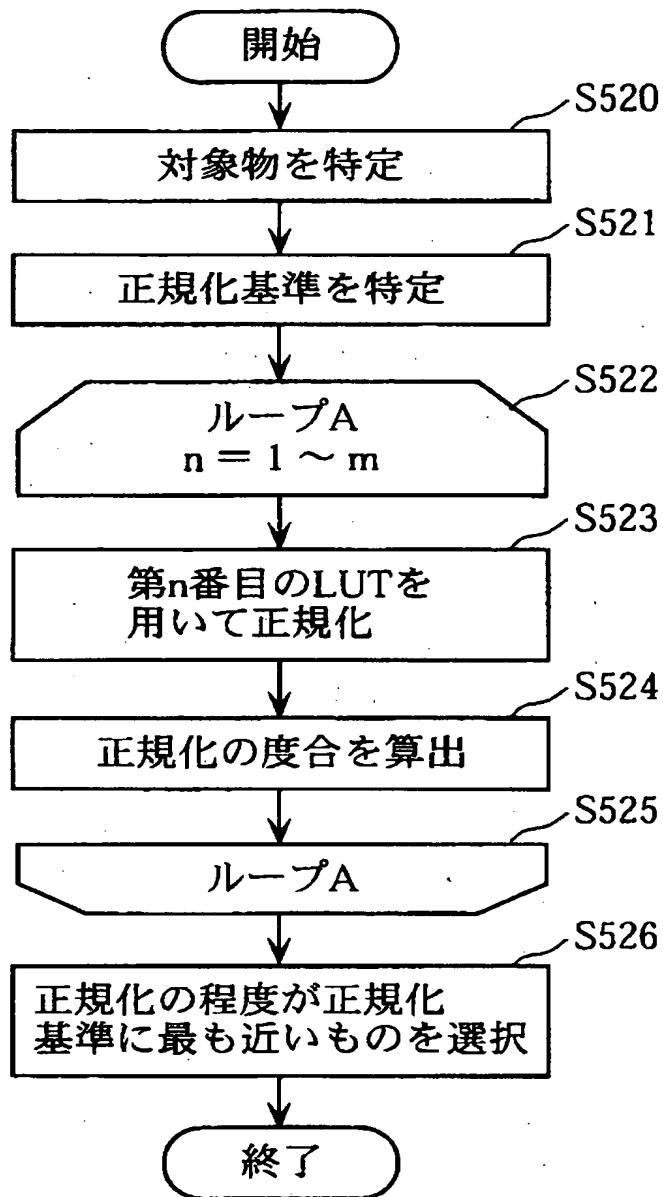 開始
S520
対象物を特定
S521
正規化基準を特定
S522
ループA
n = 1 ~ m
S523
第n番目のLUTを
用いて正規化
S524
正規化の度合を算出
S525
ループA
S526
正規化の程度が正規化
基準に最も近いものを選択
終了